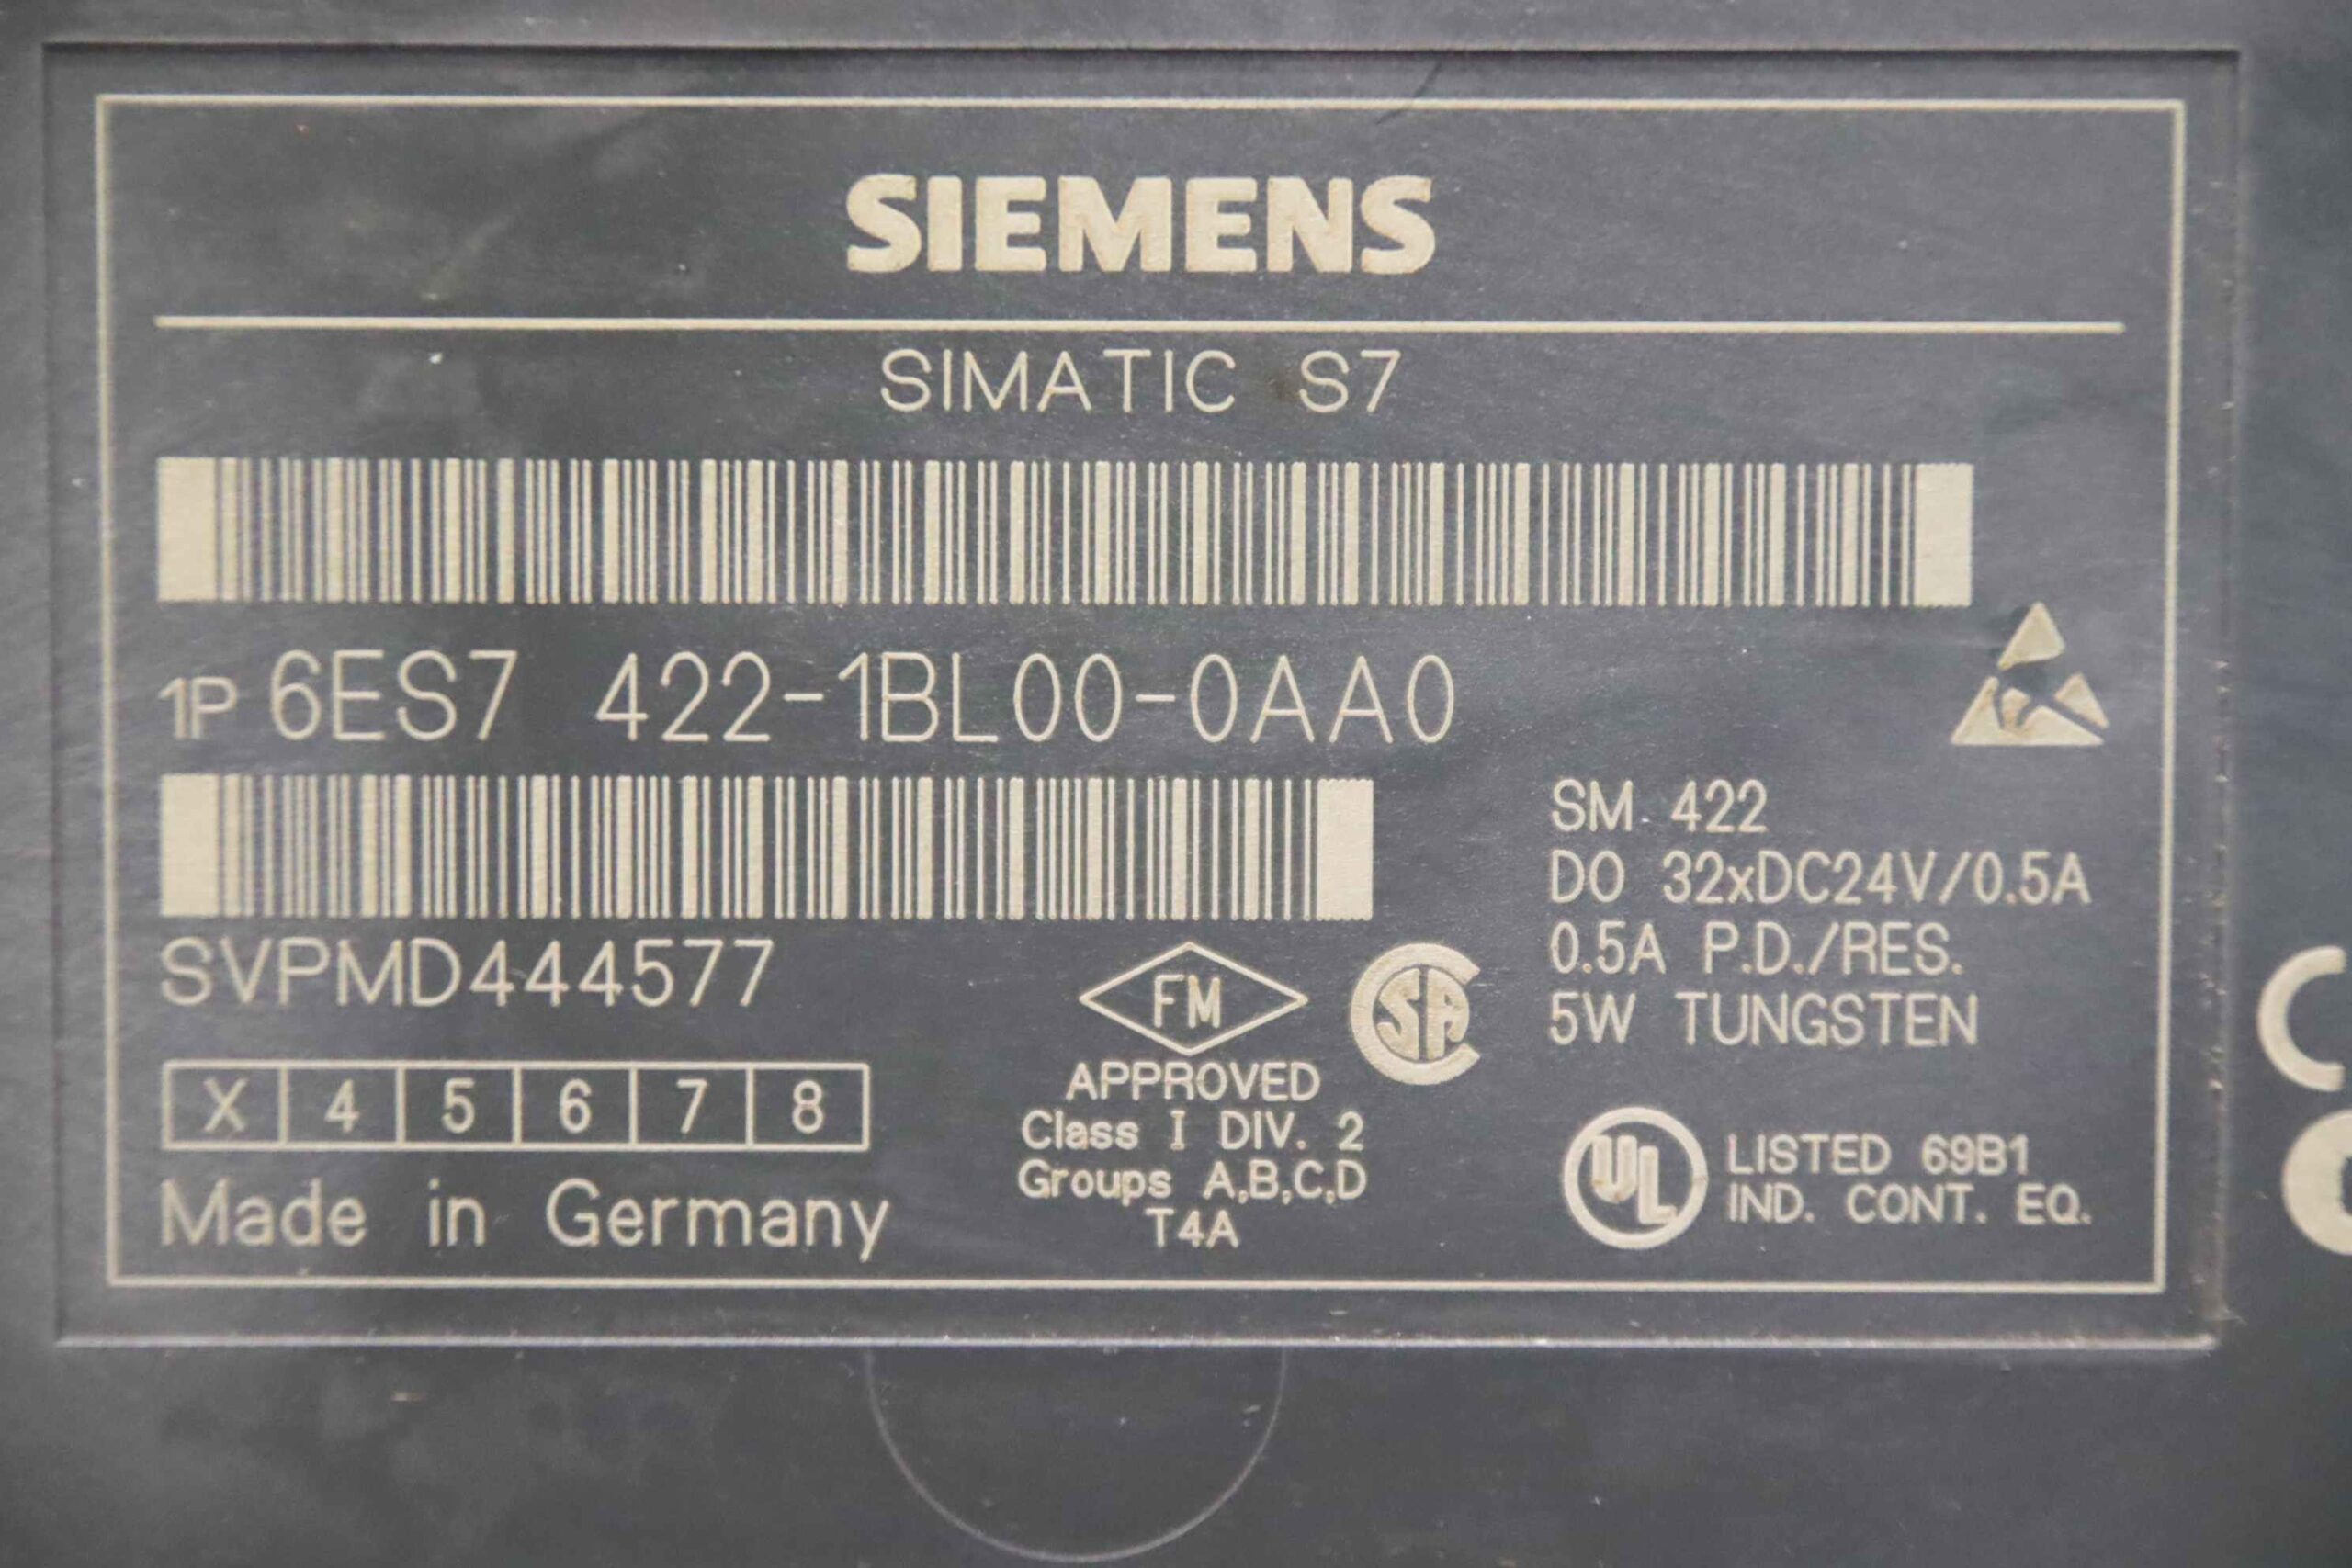 SIEMENS
SIMATIC S7
1P 6ES7 422-1BL00-0AA0
SVPMD444577
X 4 5 6 7 8
Made in Germany
FM
APPROVED
Class I DIV. 2
Groups A,B,C,D
T4A
SA
SM 422
DO 32xDC24V/0.5A
0.5A P.D./RES.
5W TUNGSTEN
UL
LISTED 69B1
IND. CONT. EQ.